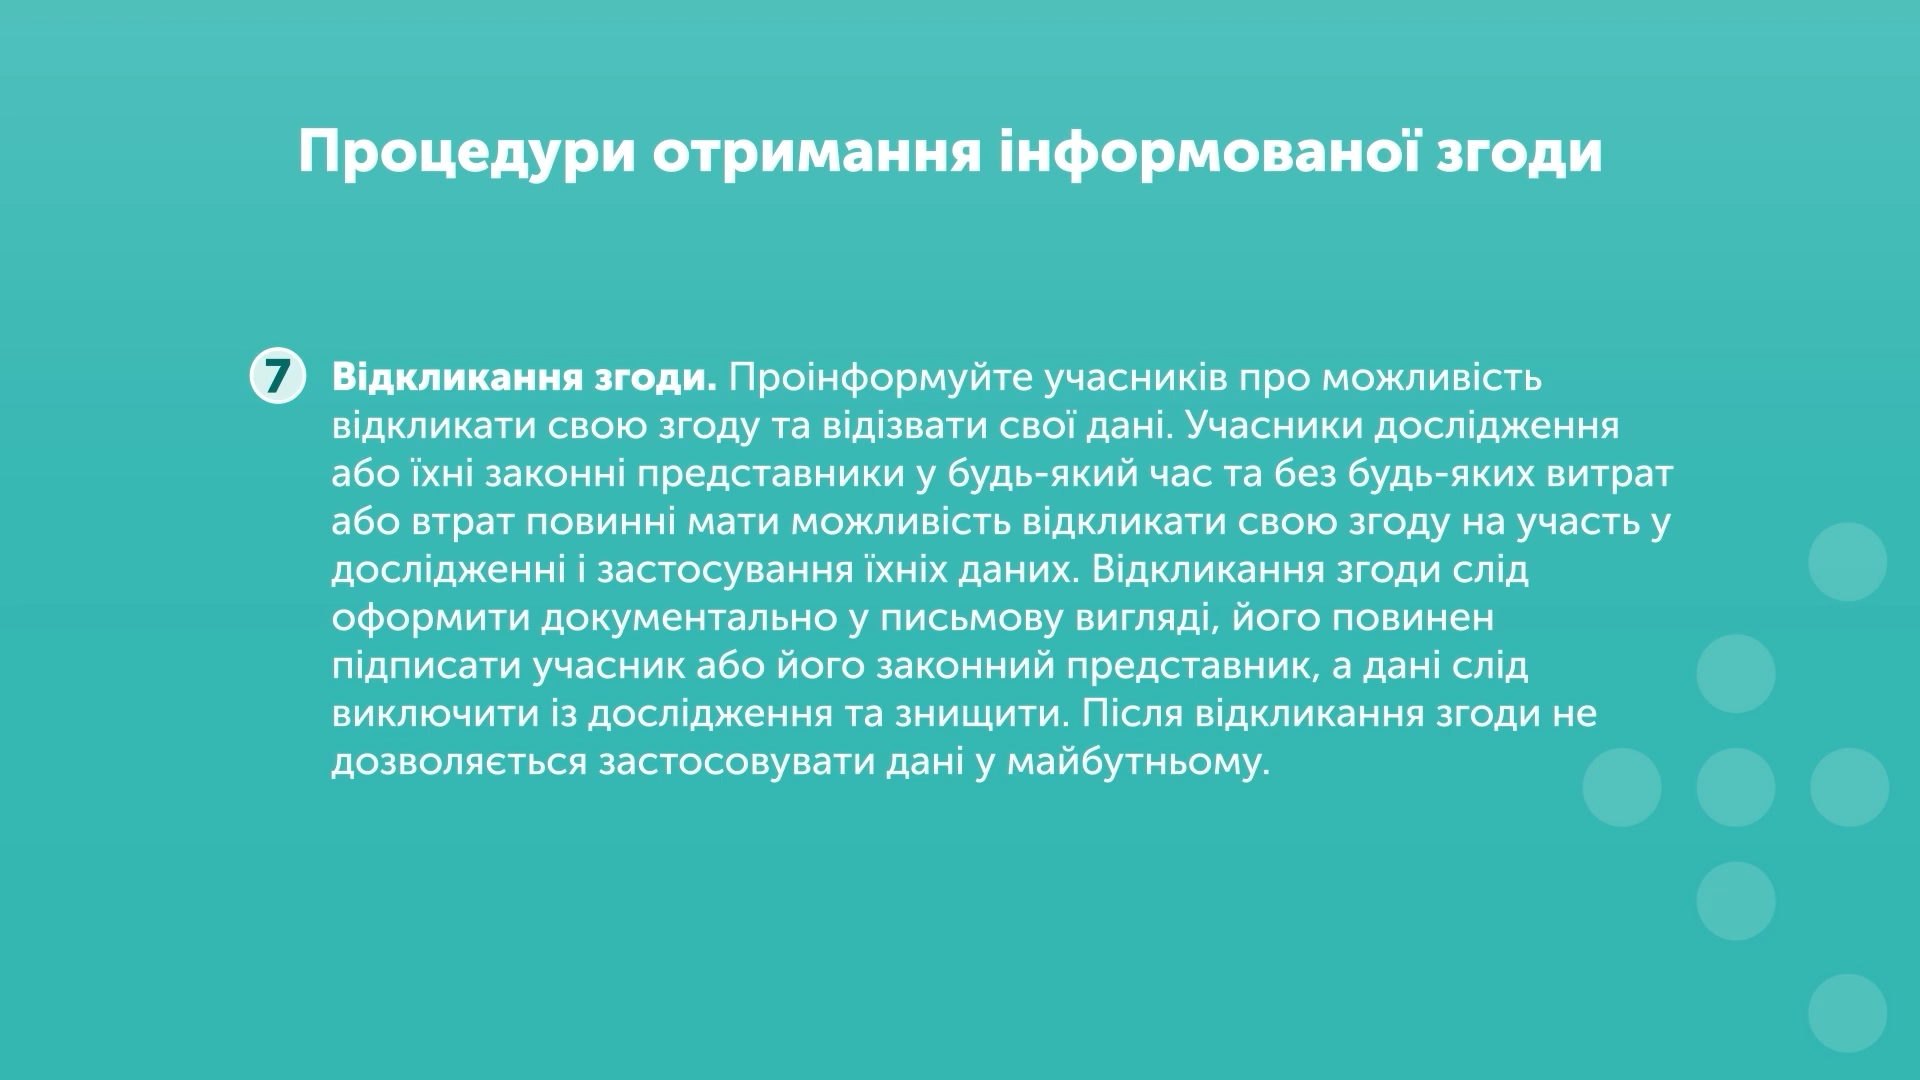 Процедури отримання інформованої згоди
7 Відкликання згоди. Проінформуйте учасників про можливість
відкликати свою згоду та відізвати свої дані. Учасники дослідження
або їхні законні представники у будь-який час та без будь-яких витрат
або втрат повинні мати можливість відкликати свою згоду на участь у
дослідженні і застосування їхніх даних. Відкликання згоди слід
оформити документально у письмову вигляді, його повинен
підписати учасник або його законний представник, а дані слід
виключити із дослідження та знищити. Після відкликання згоди не
дозволяється застосовувати дані у майбутньому.